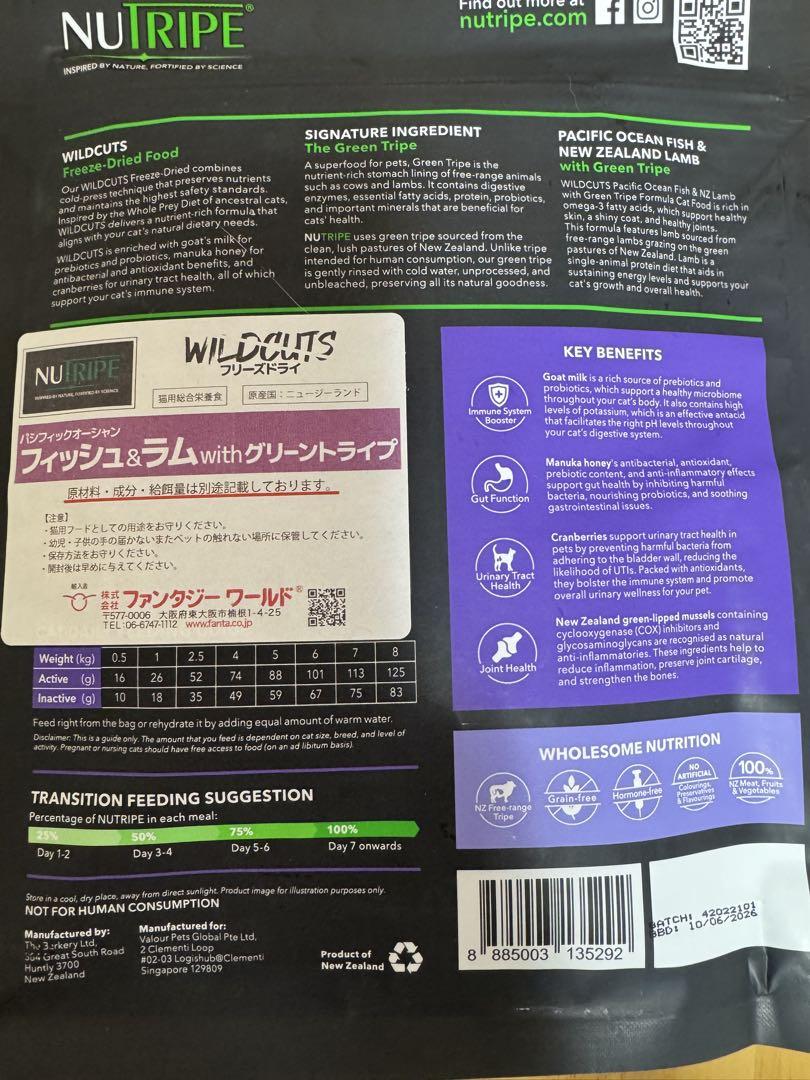 NUTRIPE®
INSPIRED BY NATURE, FORTIFIED BY SCIENCE
Find out more at
nutripe.com
WILDCUTS
Freeze-Dried Food
Our WILDCUTS Freeze-Dried combines
cold-press technique that preserves nutrients
and maintains the highest safety standards.
Inspired by the Whole Prey Diet of ancestral cats,
WILDCUTS delivers a nutrient-rich formula that
aligns with your cat's natural dietary needs.
WILDCUTS is enriched with goat's milk for
prebiotics and probiotics, manuka honey for
antibacterial and antioxidant benefits, and
cranberries for urinary tract health, all of which
support your cat's immune system.
SIGNATURE INGREDIENT
The Green Tripe
A superfood for pets, Green Tripe is the
nutrient-rich stomach lining of free-range animals
such as cows and lambs. It contains digestive
enzymes, essential fatty acids, protein, probiotics,
and important minerals that are beneficial for
cats' health.
NUTRIPE uses green tripe sourced from the
clean, lush pastures of New Zealand. Unlike tripe
intended for human consumption, our green tripe
is gently rinsed with cold water, unprocessed, and
unbleached, preserving all its natural goodness.
PACIFIC OCEAN FISH &
NEW ZEALAND LAMB
with Green Tripe
WILDCUTS Pacific Ocean Fish & NZ Lamb
with Green Tripe Formula Cat Food is rich in
omega-3 fatty acids, which support healthy
skin, a shiny coat, and healthy joints.
This formula features lamb sourced from
free-range lambs grazing on the green
pastures of New Zealand. Lamb is a
single-animal protein diet that aids in
sustaining energy levels and supports your
cat's growth and overall health.
NUTRIPE
INSPIRED BY NATURE, FORTIFIED BY SCIENCE
WILDCUTS
フリーズドライ
猫用総合栄養食
原産国：ニュージーランド
パシフィックオーシャン
フィッシュ&ラム withグリーントライプ
原材料・成分・給餌量は別途記載しております。
【注意】
・猫用フードとしての用途をお守りください。
・幼児・子供の手の届かないまたペットの触れない場所に保管してください。
・保存方法をお守りください。
・開封後は早めに与えてください。
輸入者
株式会社 ファンタジー ワールド®
〒577-0006 大阪府東大阪市楠根1-4-25
TEL:06-6747-1112 www.fanta.co.jp
Weight (kg) 0.5 1 2.5 4 5 6 7 8
Active (g) 16 26 52 74 88 101 113 125
Inactive (g) 10 18 35 49 59 67 75 83
Feed right from the bag or rehydrate it by adding equal amount of warm water.
Disclaimer: This is a guide only. The amount that you feed is dependent on cat size, breed, and level of
activity. Pregnant or nursing cats should have free access to food (on an ad libitum basis).
TRANSITION FEEDING SUGGESTION
Percentage of NUTRIPE in each meal:
25% 50% 75% 100%
Day 1-2 Day 3-4 Day 5-6 Day 7 onwards
Store in a cool, dry place, away from direct sunlight. Product image for illustration purposes only.
NOT FOR HUMAN CONSUMPTION
Manufactured by:
The Barkery Ltd,
Great South Road
Huntly 3700
New Zealand
Manufactured for:
Valour Pets Global Pte Ltd,
2 Clementi Loop
#02-03 Logishub@Clementi
Singapore 129809
Product of
New Zealand
KEY BENEFITS
Immune System
Booster
Goat milk is a rich source of prebiotics and
probiotics, which support a healthy microbiome
throughout your cat's body. It also contains high
levels of potassium, which is an effective antacid
that facilitates the right pH levels throughout
your cat's digestive system.
Gut Function
Manuka honey's antibacterial, antioxidant,
prebiotic content, and anti-inflammatory effects
support gut health by inhibiting harmful
bacteria, nourishing probiotics, and soothing
gastrointestinal issues.
Urinary Tract
Health
Cranberries support urinary tract health in
pets by preventing harmful bacteria from
adhering to the bladder wall, reducing the
likelihood of UTIs. Packed with antioxidants,
they bolster the immune system and promote
overall urinary wellness for your pet.
Joint Health
New Zealand green-lipped mussels containing
cyclooxygenase (COX) inhibitors and
glycosaminoglycans are recognised as natural
anti-inflammatories. These ingredients help to
reduce inflammation, preserve joint cartilage,
and strengthen the bones.
WHOLESOME NUTRITION
NZ Free-range
Tripe
Grain-free
Hormone-free
NO
ARTIFICIAL
Colourings,
Preservatives
& Flavourings
100%
NZ Meat, Fruits
& Vegetables
8 885003 135292
BATCH: 42022101
BBD: 10/06/2026